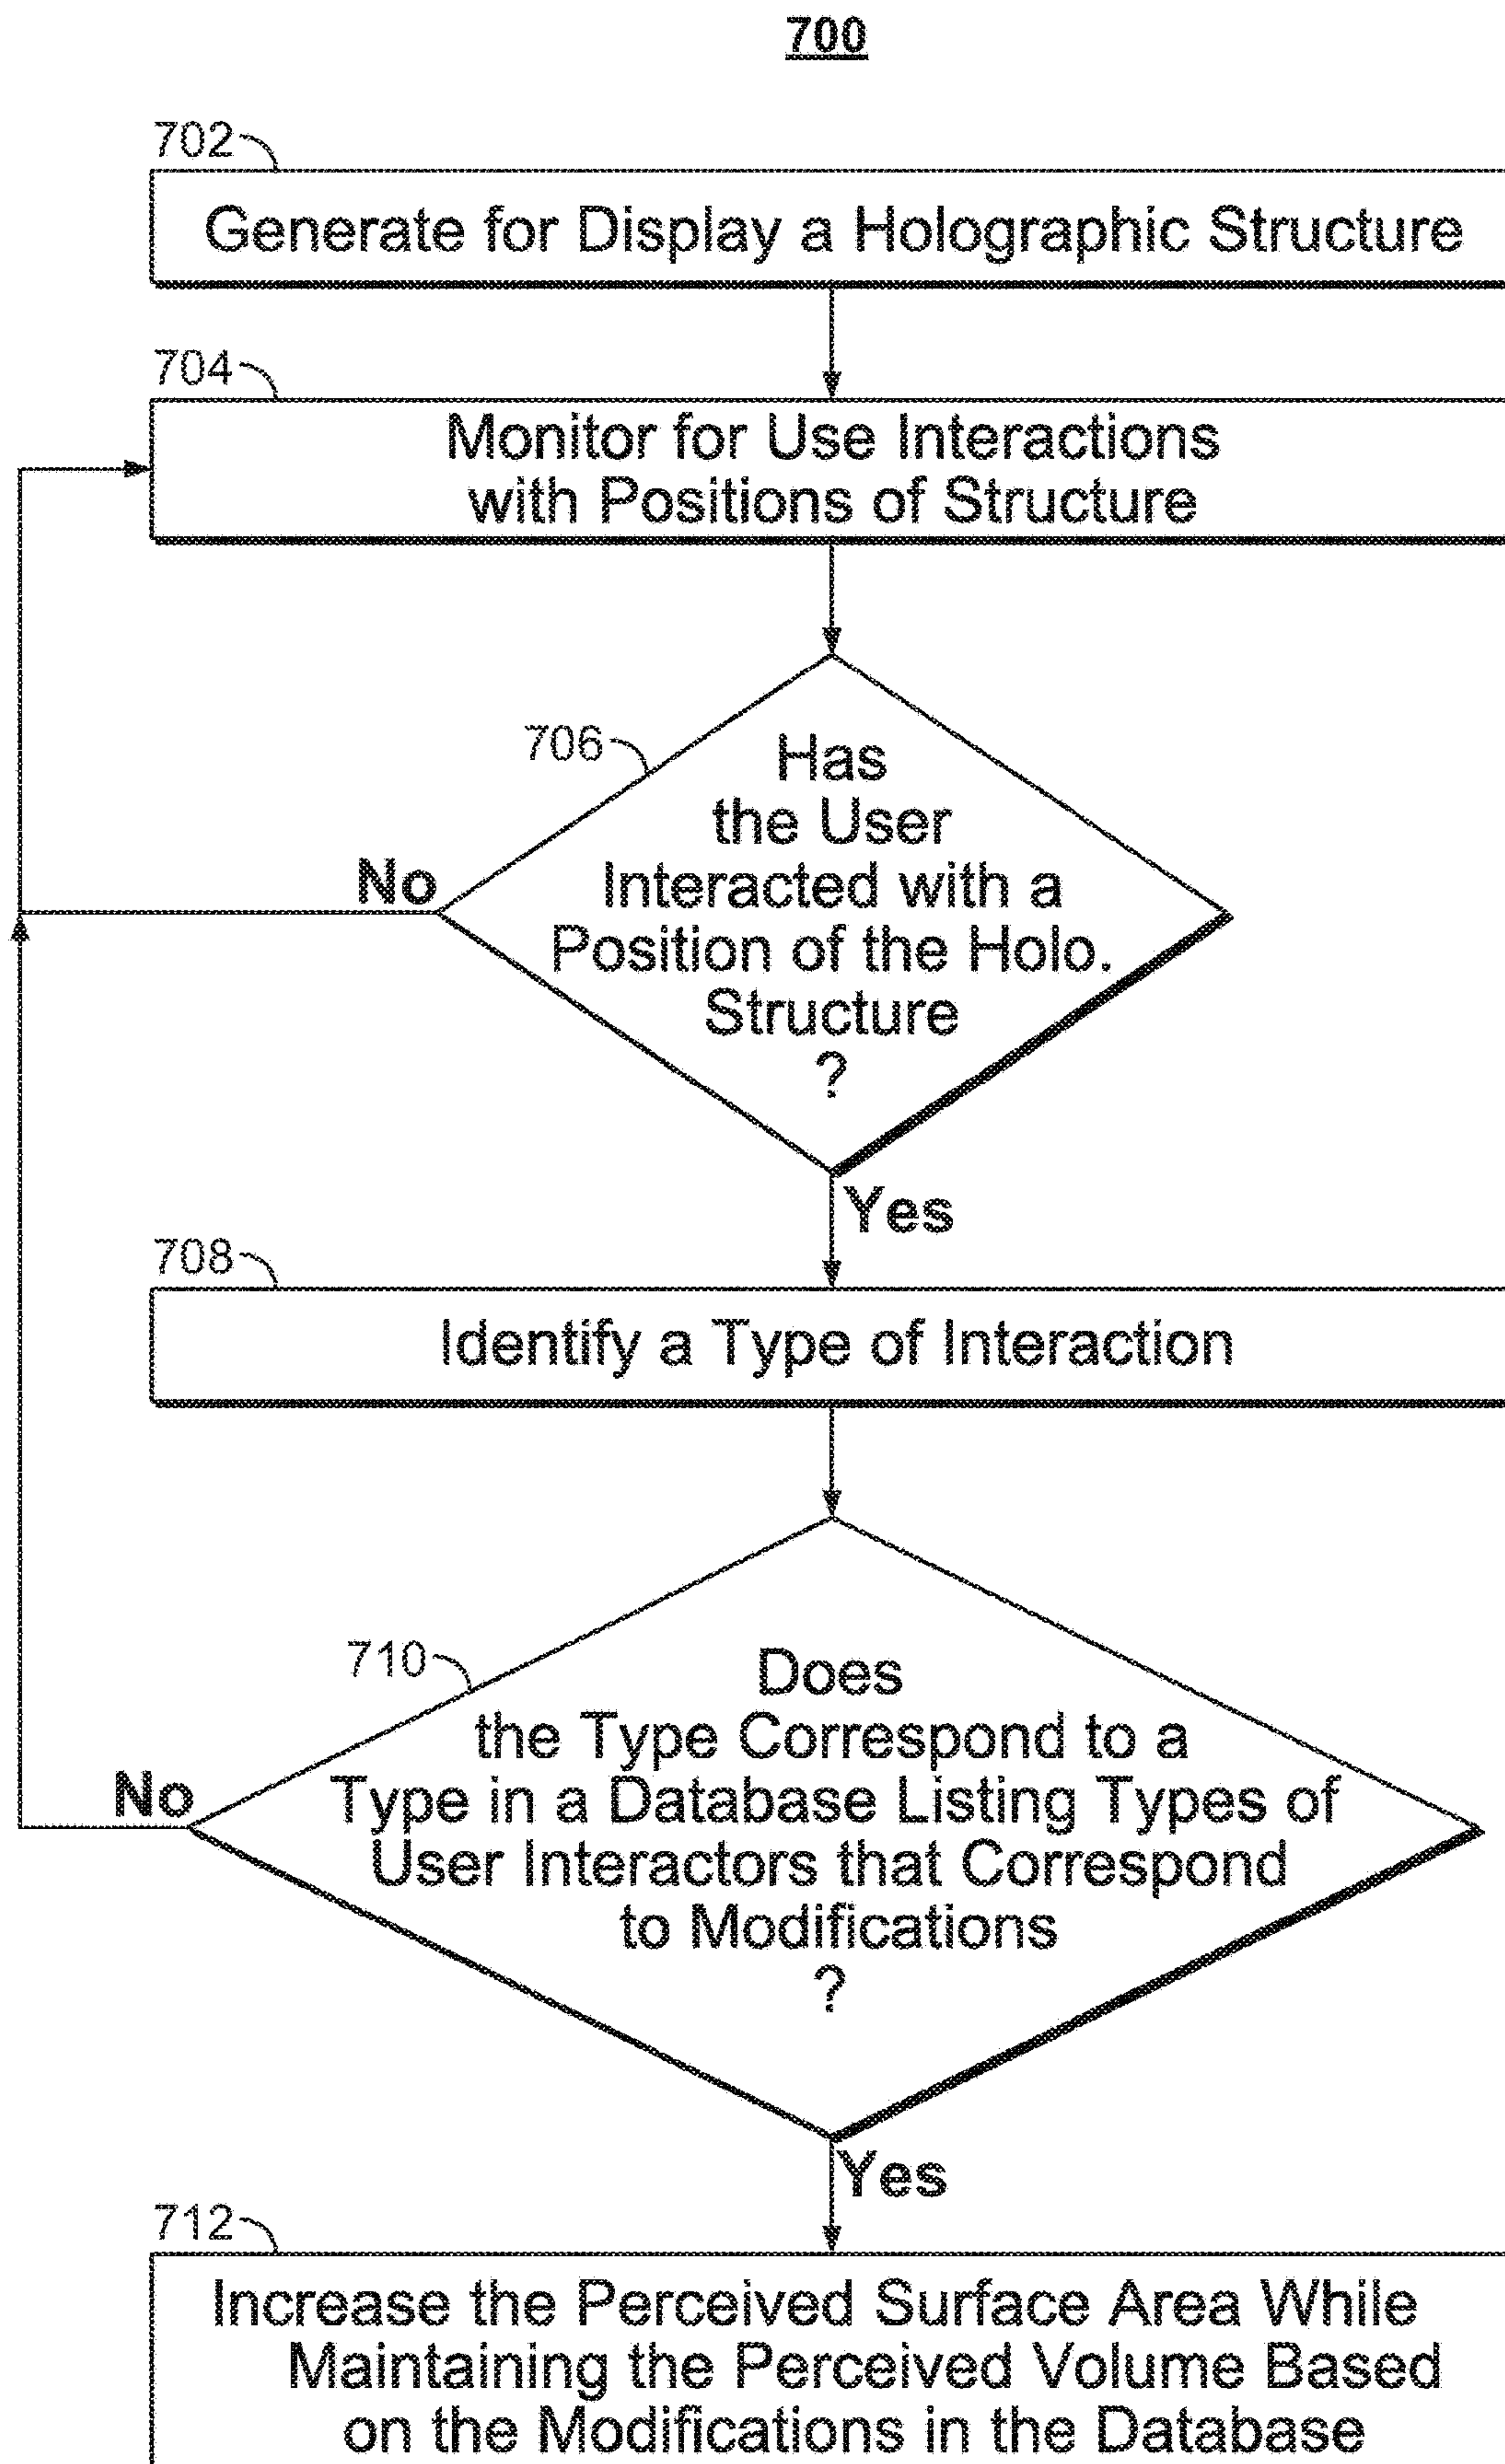 700
702
Generate for Display a Holographic Structure
704
Monitor for Use Interactions
with Positions of Structure
706
Has
the User
Interacted with a
Position of the Holo.
Structure
?
No
Yes
708
Identify a Type of Interaction
710
Does
the Type Correspond to a
Type in a Database Listing Types of
User Interactors that Correspond
to Modifications
?
No
Yes
712
Increase the Perceived Surface Area While
Maintaining the Perceived Volume Based
on the Modifications in the Database